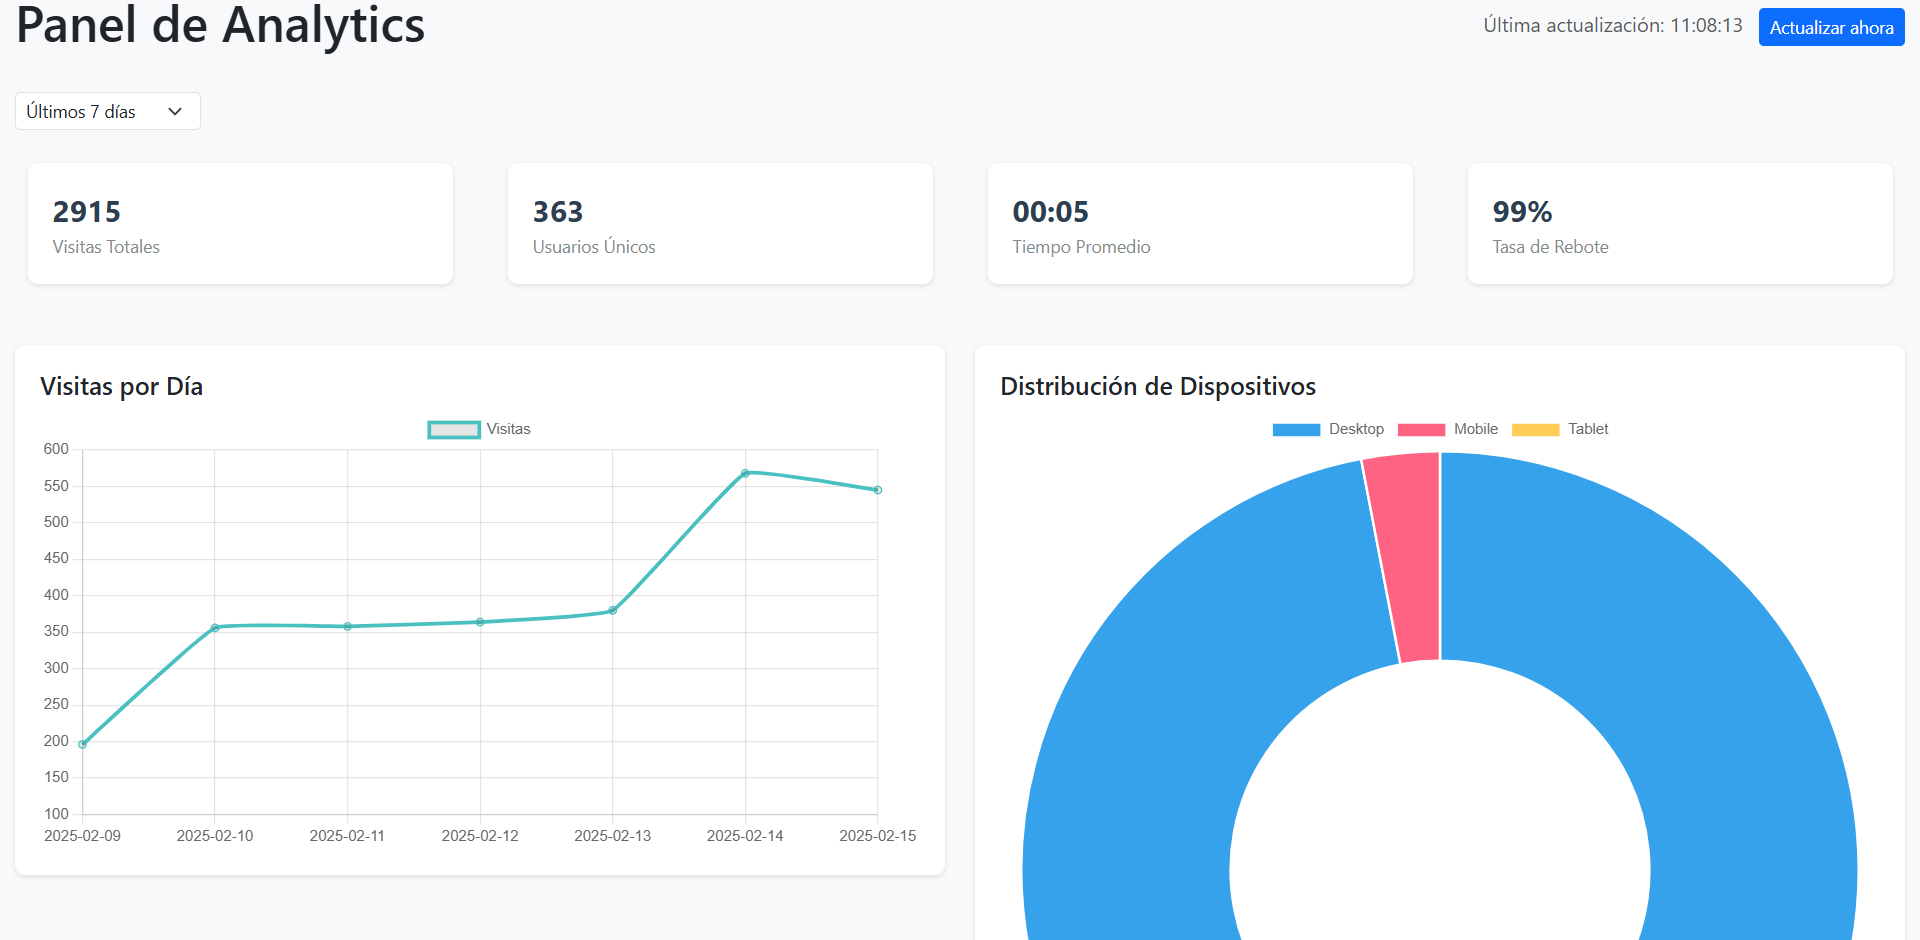 Panel de Analytics
Última actualización: 11:08:13
Actualizar ahora
Últimos 7 días
2915
Visitas Totales
363
Usuarios Únicos
00:05
Tiempo Promedio
99%
Tasa de Rebote
Visitas por Día
Visitas
600
550
500
450
400
350
300
250
200
150
100
2025-02-09
2025-02-10
2025-02-11
2025-02-12
2025-02-13
2025-02-14
2025-02-15
Distribución de Dispositivos
Desktop
Mobile
Tablet